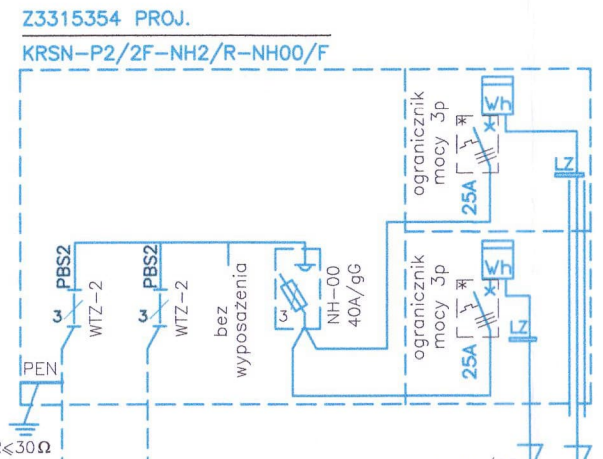 Z3315354 PROJ.
KRSN-P2/2F-NH2/R-NH00/F
ogranicznik
mocy 3p
25A
Wh
LZ
PBS2
3
WTZ-2
PBS2
3
WTZ-2
bez
wyposażenia
3
NH-00
40A/gG
ogranicznik
mocy 3p
25A
Wh
LZ
PEN
≤30Ω